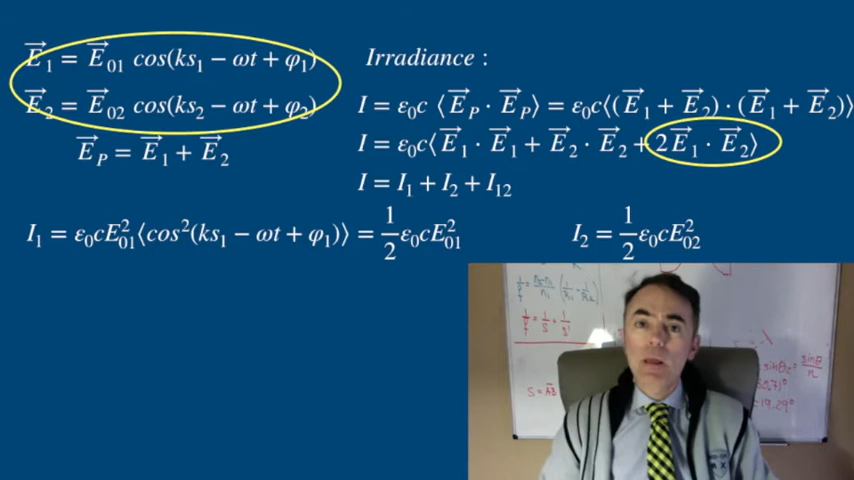 E⃗₁ = E⃗₀₁ cos(ks₁ − ωt + φ₁)
E⃗₂ = E⃗₀₂ cos(ks₂ − ωt + φ₂)
E⃗_P = E⃗₁ + E⃗₂
Irradiance :
I = ε₀c ⟨E⃗_P · E⃗_P⟩ = ε₀c⟨(E⃗₁ + E⃗₂) · (E⃗₁ + E⃗₂)⟩
I = ε₀c⟨E⃗₁ · E⃗₁ + E⃗₂ · E⃗₂ + 2E⃗₁ · E⃗₂⟩
I = I₁ + I₂ + I₁₂
I₁ = ε₀cE₀₁²⟨cos²(ks₁ − ωt + φ₁)⟩ = 1/2 ε₀cE₀₁²
I₂ = 1/2 ε₀cE₀₂²